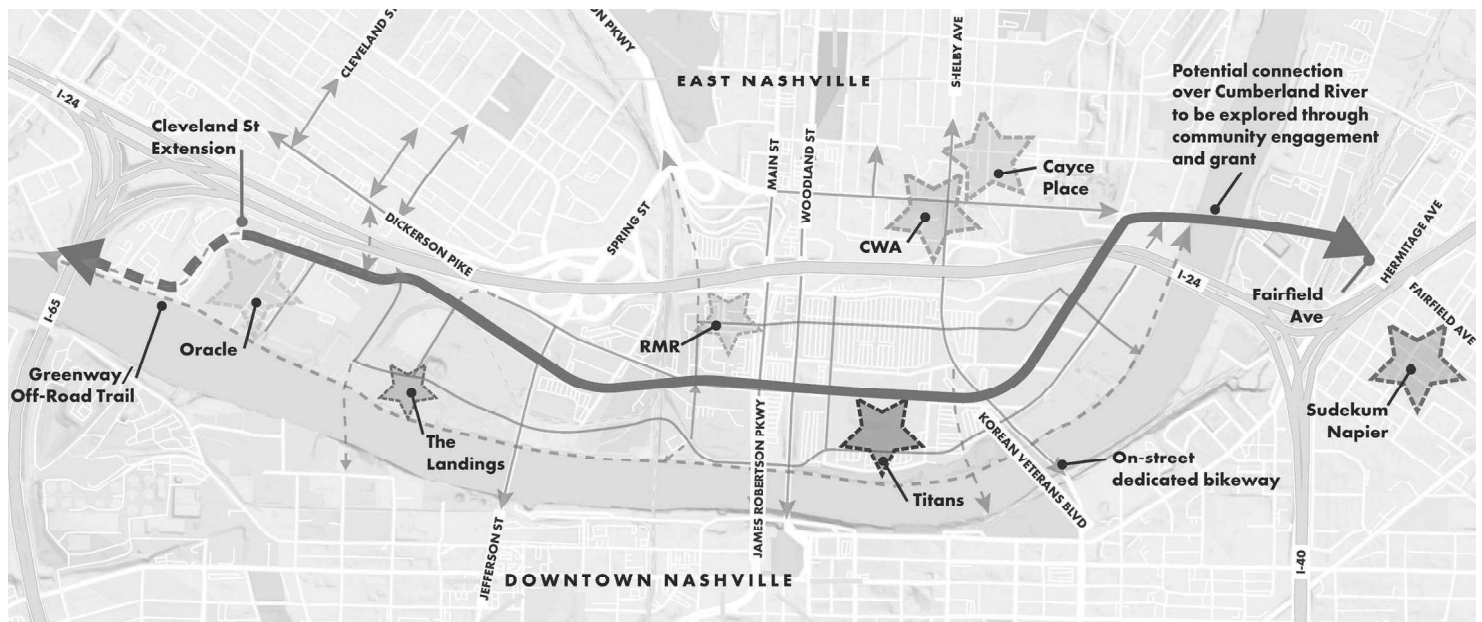 CLEVELAND ST
ON PKWY
SHELBY AVE
EAST NASHVILLE
Potential connection
over Cumberland River
to be explored through
community engagement
and grant
I-24
Cleveland St
Extension
MAIN ST
WOODLAND ST
Cayce
Place
DICKERSON PIKE
SPRING ST
CWA
HERMITAGE AVE
I-24
Fairfield
Ave
FAIRFIELD AVE
I-65
Oracle
RMR
Greenway/
Off-Road Trail
The
Landings
Sudckum
Napier
KOREAN VETERANS BLVD
On-street
dedicated bikeway
Titans
JAMES ROBERTSON PKWY
JEFFERSON ST
I-40
DOWNTOWN NASHVILLE